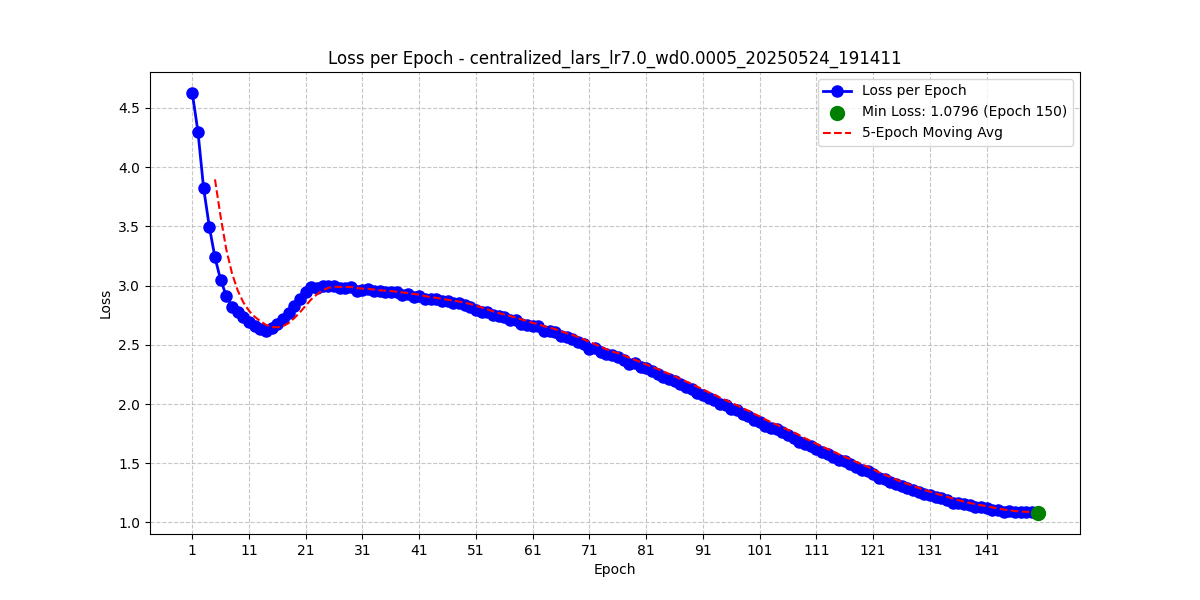 Loss per Epoch - centralized_lars_lr7.0_wd0.0005_20250524_191411
Loss per Epoch
Min Loss: 1.0796 (Epoch 150)
5-Epoch Moving Avg
4.5
4.0
3.5
3.0
2.5
2.0
1.5
1.0
Loss
1 11 21 31 41 51 61 71 81 91 101 111 121 131 141
Epoch